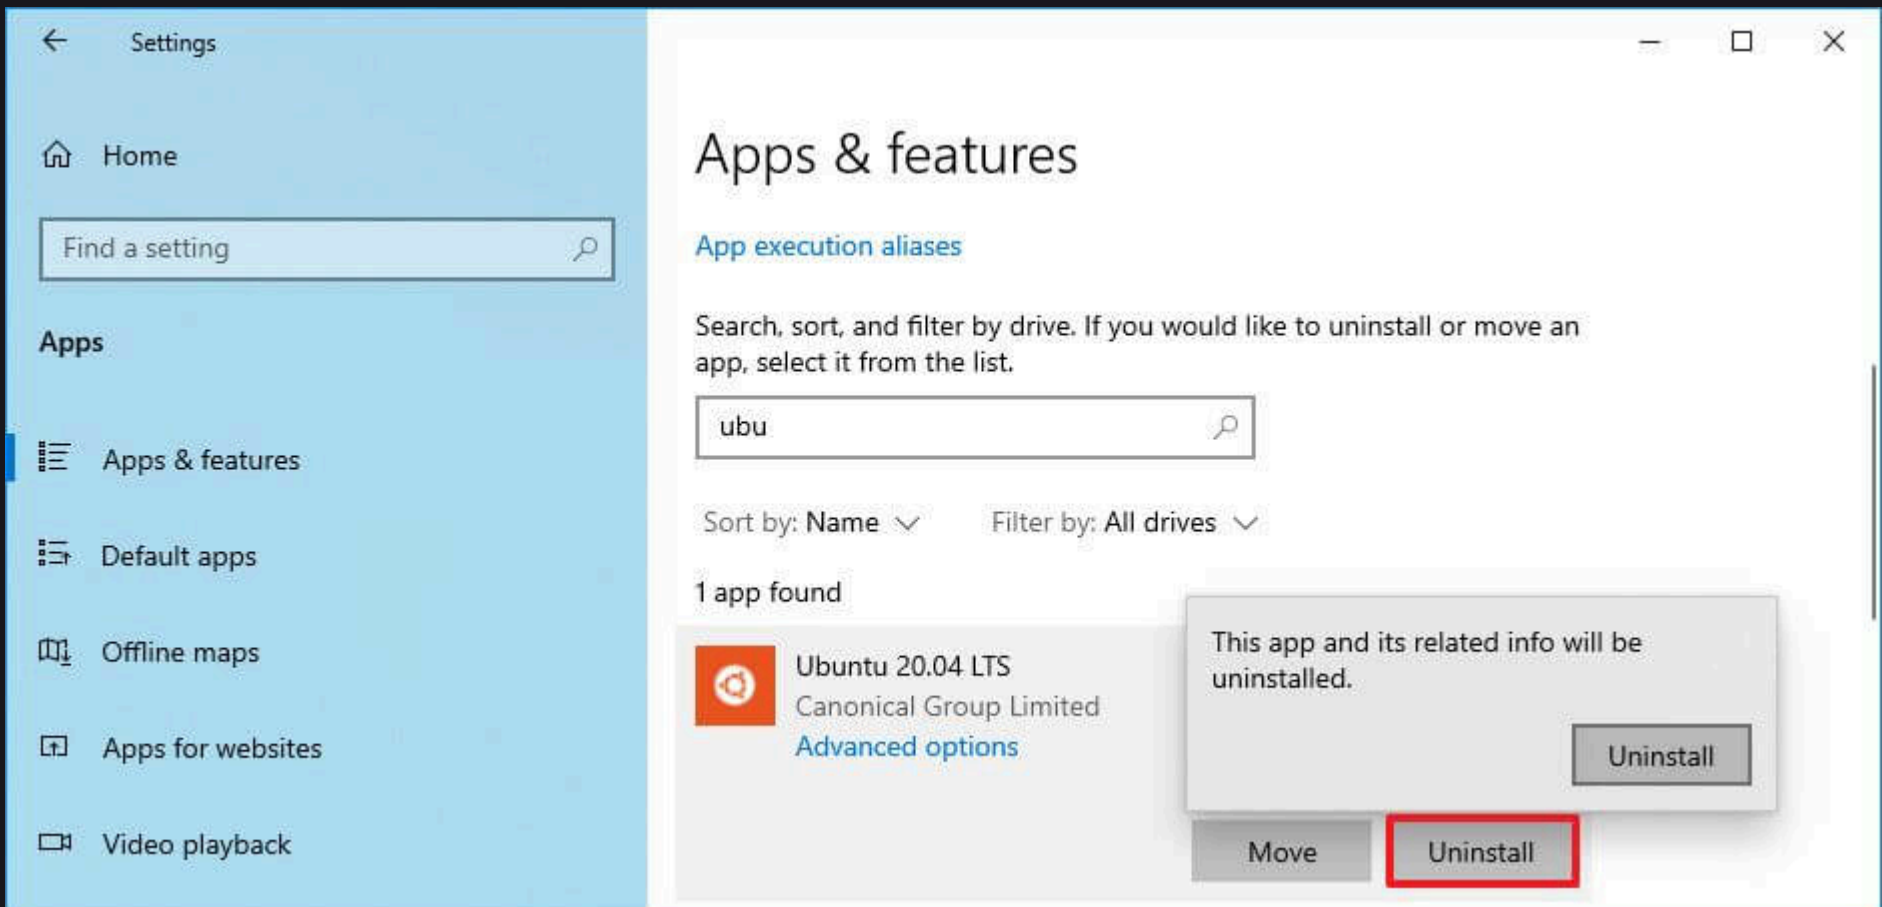 Settings
Home
Find a setting
Apps
Apps & features
Default apps
Offline maps
Apps for websites
Video playback
Apps & features
App execution aliases
Search, sort, and filter by drive. If you would like to uninstall or move an
app, select it from the list.
ubu
Sort by: Name
Filter by: All drives
1 app found
Ubuntu 20.04 LTS
Canonical Group Limited
Advanced options
This app and its related info will be
uninstalled.
Uninstall
Move
Uninstall